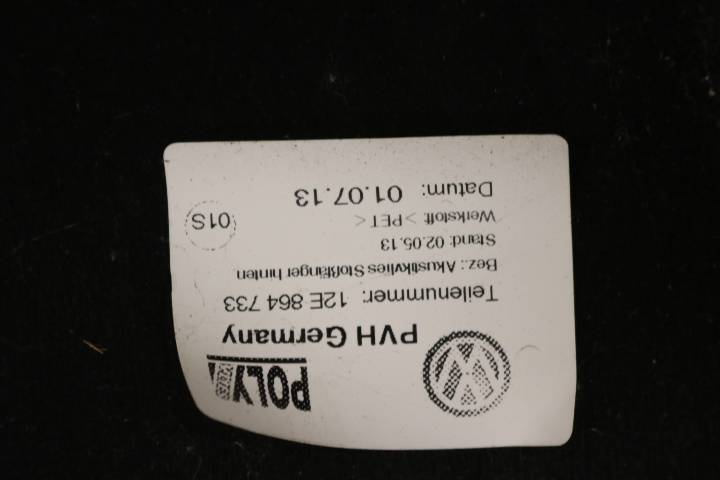 POLY
PVH Germany
Teilenummer: 12E 864 733
Bez.: Akustikvlies Stoßfänger hinten
Stand: 02.05.13
Werkstoff: >PET<
01S
Datum: 01.07.13